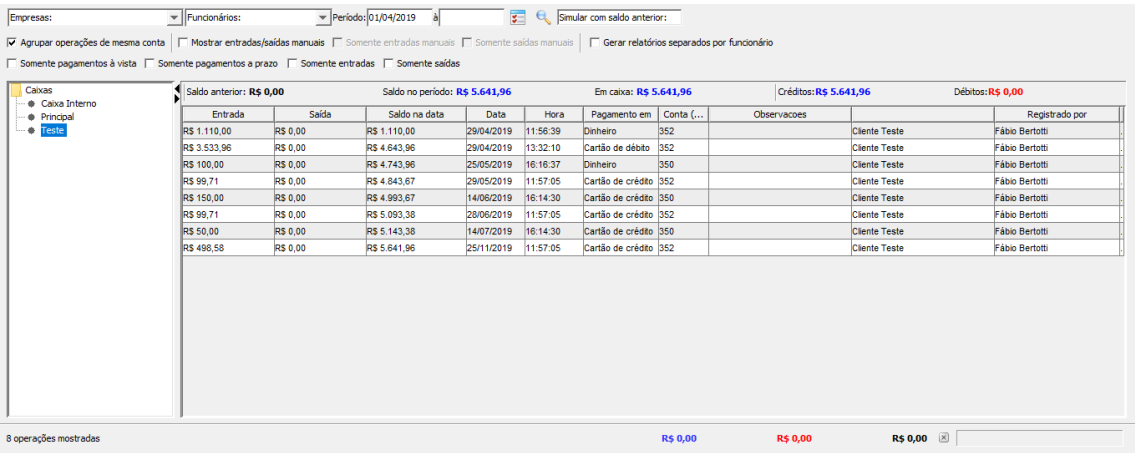 Empresas: Funcionários: Período: 01/04/2019 à Simular com saldo anterior:
Agrupar operações de mesma conta Mostrar entradas/saídas manuais Somente entradas manuais Somente saídas manuais Gerar relatórios separados por funcionário
Somente pagamentos à vista Somente pagamentos a prazo Somente entradas Somente saídas
Caixas
Caixa Interno
Principal
Teste
Saldo anterior: R$ 0,00 Saldo no período: R$ 5.641,96 Em caixa: R$ 5.641,96 Créditos: R$ 5.641,96 Débitos: R$ 0,00
Entrada Saída Saldo na data Data Hora Pagamento em Conta (... Observacoes Registrado por
R$ 1.110,00 R$ 0,00 R$ 1.110,00 29/04/2019 11:56:39 Dinheiro 352 Cliente Teste Fábio Bertotti
R$ 3.533,96 R$ 0,00 R$ 4.643,96 29/04/2019 13:32:10 Cartão de débito 352 Cliente Teste Fábio Bertotti
R$ 100,00 R$ 0,00 R$ 4.743,96 25/05/2019 16:16:37 Dinheiro 350 Cliente Teste Fábio Bertotti
R$ 99,71 R$ 0,00 R$ 4.843,67 29/05/2019 11:57:05 Cartão de crédito 352 Cliente Teste Fábio Bertotti
R$ 150,00 R$ 0,00 R$ 4.993,67 14/06/2019 16:14:30 Cartão de crédito 350 Cliente Teste Fábio Bertotti
R$ 99,71 R$ 0,00 R$ 5.093,38 28/06/2019 11:57:05 Cartão de crédito 352 Cliente Teste Fábio Bertotti
R$ 50,00 R$ 0,00 R$ 5.143,38 14/07/2019 16:14:30 Cartão de crédito 350 Cliente Teste Fábio Bertotti
R$ 498,58 R$ 0,00 R$ 5.641,96 25/11/2019 11:57:05 Cartão de crédito 352 Cliente Teste Fábio Bertotti
8 operações mostradas R$ 0,00 R$ 0,00 R$ 0,00